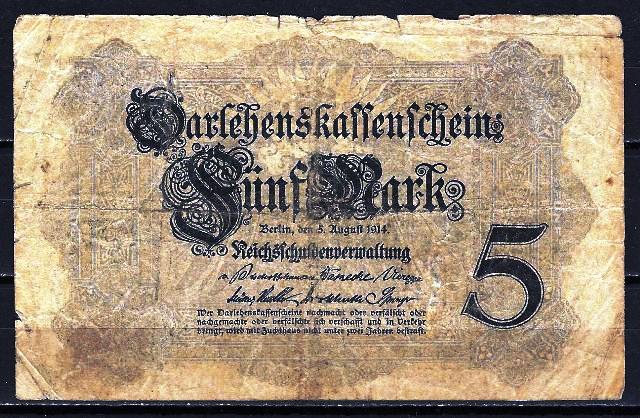 Darlehenskassenschein:
Fünf Mark
Berlin, den 5. August 1914.
Reichsschuldenverwaltung
5
Wer Darlehenskassenscheine nachmacht oder verfälscht oder
nachgemachte oder verfälschte sich verschafft und in Verkehr
bringt, wird mit Zuchthaus nicht unter zwei Jahren bestraft.